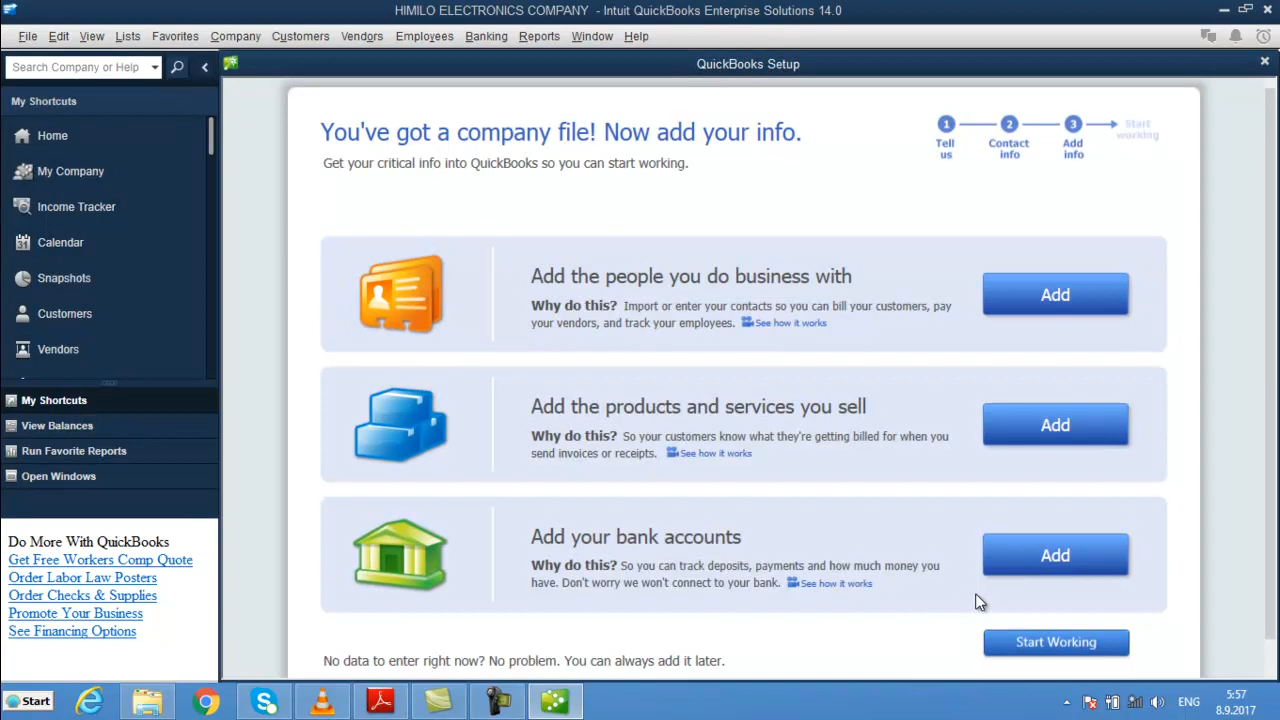 HIMILO ELECTRONICS COMPANY - Intuit QuickBooks Enterprise Solutions 14.0
File Edit View Lists Favorites Company Customers Vendors Employees Banking Reports Window Help
Search Company or Help
QuickBooks Setup
My Shortcuts
Home
My Company
Income Tracker
Calendar
Snapshots
Customers
Vendors
My Shortcuts
View Balances
Run Favorite Reports
Open Windows
Do More With QuickBooks
Get Free Workers Comp Quote
Order Labor Law Posters
Order Checks & Supplies
Promote Your Business
See Financing Options
You've got a company file! Now add your info.
Get your critical info into QuickBooks so you can start working.
1 2 3 Start
working
Tell Contact Add
us info info
Add the people you do business with
Why do this? Import or enter your contacts so you can bill your customers, pay
your vendors, and track your employees. See how it works
Add
Add the products and services you sell
Why do this? So your customers know what they're getting billed for when you
send invoices or receipts. See how it works
Add
Add your bank accounts
Why do this? So you can track deposits, payments and how much money you
have. Don't worry we won't connect to your bank. See how it works
Add
Start Working
No data to enter right now? No problem. You can always add it later.
Start
ENG
5:57
8.9.2017